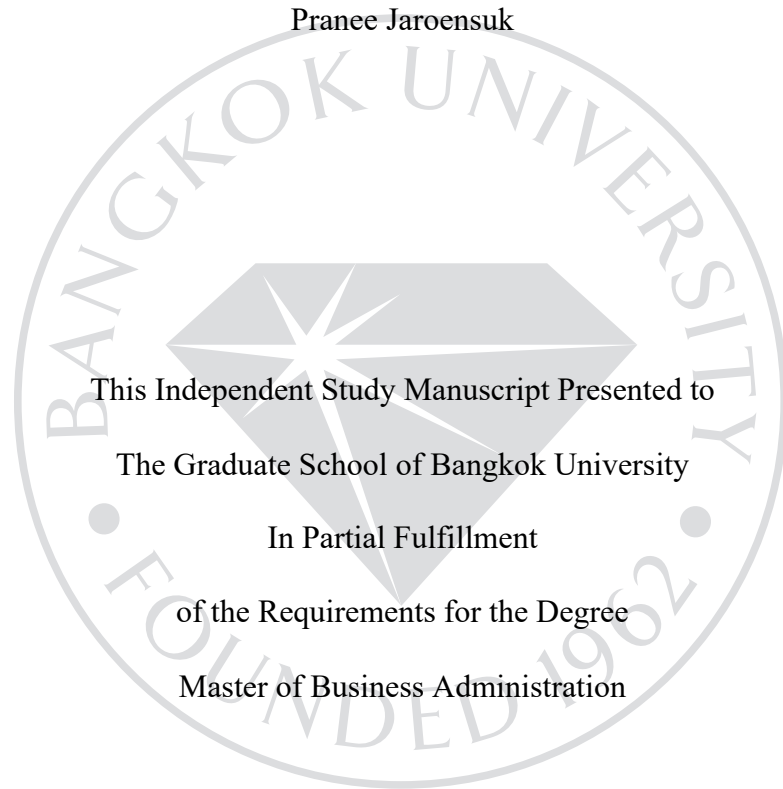 Pranee Jaroensuk
BANGKOK UNIVERSITY
This Independent Study Manuscript Presented to
The Graduate School of Bangkok University
In Partial Fulfillment
of the Requirements for the Degree
Master of Business Administration
• FOUNDED 1962 •